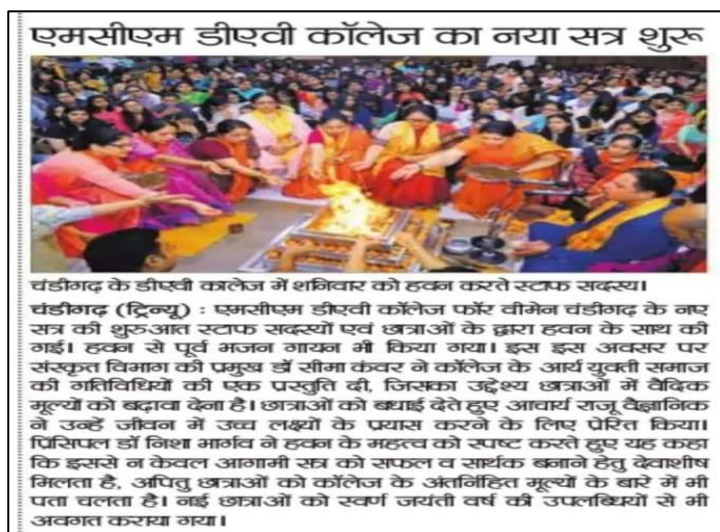 एमसीएम डीएवी कॉलेज का नया सत्र शुरू
चंडीगढ़ के डीएवी कालेज में शनिवार को हवन करते स्टाफ सदस्य।
चंडीगढ़ (ट्रिन्यू) : एमसीएम डीएवी कॉलेज फॉर वीमेन चंडीगढ़ के नए
सत्र की शुरुआत स्टाफ सदस्यों एवं छात्राओं के द्वारा हवन के साथ की
गई। हवन से पूर्व भजन गायन भी किया गया। इस इस अवसर पर
संस्कृत विभाग की प्रमुख डॉ सीमा कंवर ने कॉलेज के आर्य युवती समाज
की गतिविधियों की एक प्रस्तुति दी, जिसका उद्देश्य छात्राओं में वैदिक
मूल्यों को बढ़ावा देना है। छात्राओं को बधाई देते हुए आचार्य राजू वैज्ञानिक
ने उन्हें जीवन में उच्च लक्ष्यों के प्रयास करने के लिए प्रेरित किया।
प्रिंसिपल डॉ निशा भार्गव ने हवन के महत्व को स्पष्ट करते हुए यह कहा
कि इससे न केवल आगामी सत्र को सफल व सार्थक बनाने हेतु देवाशीष
मिलता है, अपितु छात्राओं को कॉलेज के अंतर्निहित मूल्यों के बारे में भी
पता चलता है। नई छात्राओं को स्वर्ण जयंती वर्ष की उपलब्धियों से भी
अवगत कराया गया।